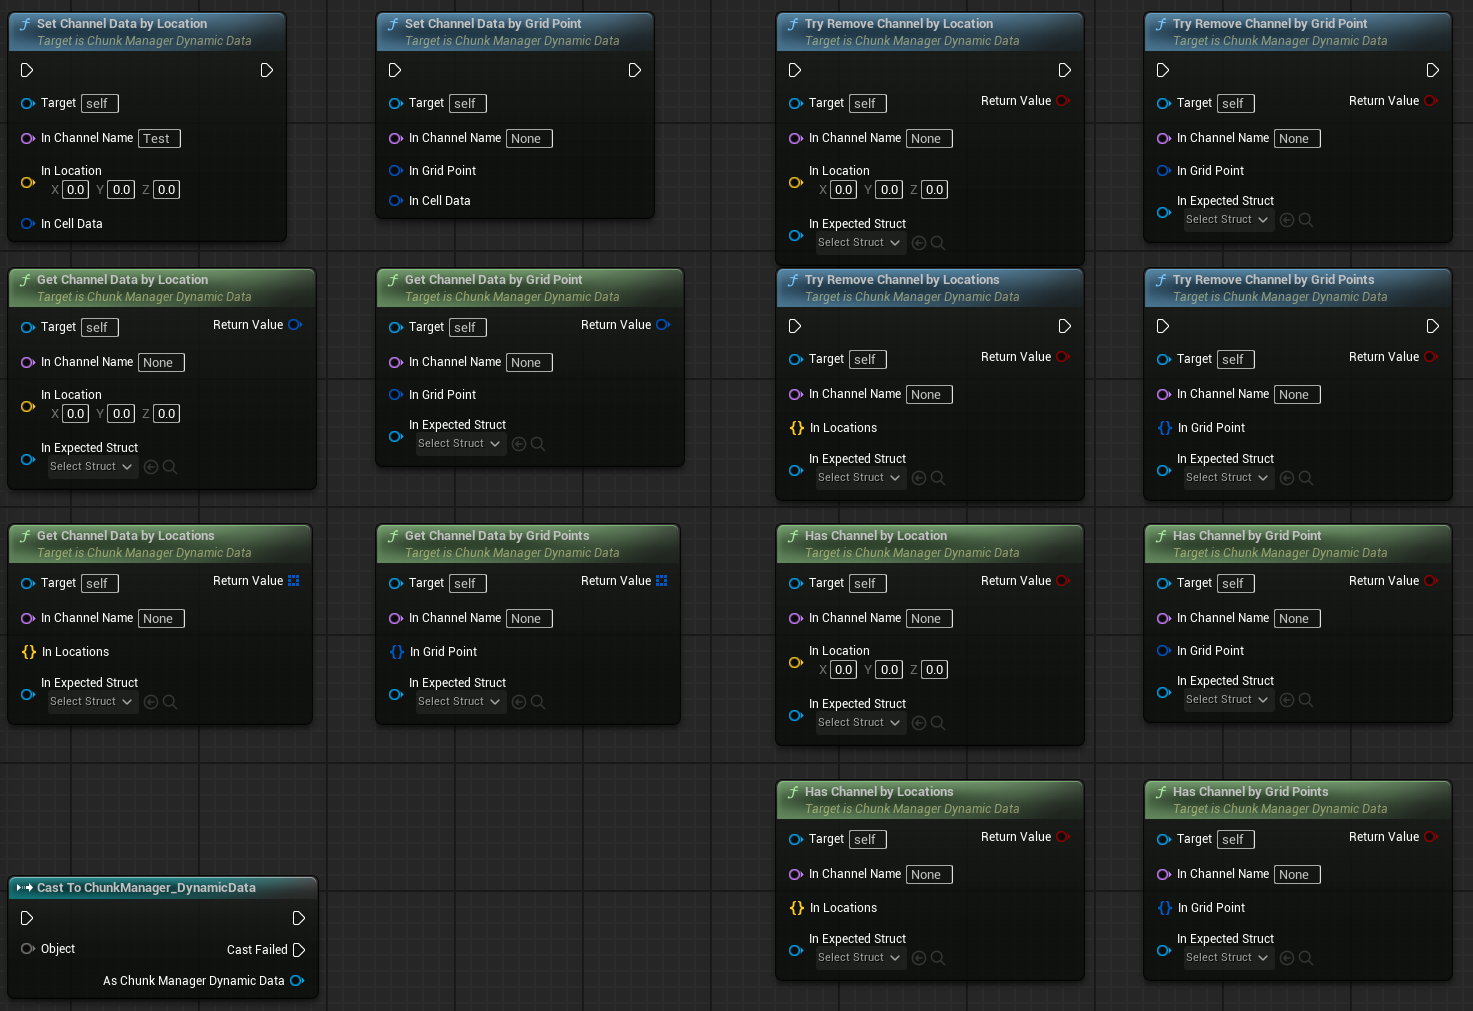 Set Channel Data by Location
Target is Chunk Manager Dynamic Data
Target self
In Channel Name Test
In Location
X 0.0 Y 0.0 Z 0.0
In Cell Data
Set Channel Data by Grid Point
Target is Chunk Manager Dynamic Data
Target self
In Channel Name None
In Grid Point
In Cell Data
Try Remove Channel by Location
Target is Chunk Manager Dynamic Data
Target self Return Value
In Channel Name None
In Location
X 0.0 Y 0.0 Z 0.0
In Expected Struct
Select Struct
Try Remove Channel by Grid Point
Target is Chunk Manager Dynamic Data
Target self Return Value
In Channel Name None
In Grid Point
In Expected Struct
Select Struct
Get Channel Data by Location
Target is Chunk Manager Dynamic Data
Target self Return Value
In Channel Name None
In Location
X 0.0 Y 0.0 Z 0.0
In Expected Struct
Select Struct
Get Channel Data by Grid Point
Target is Chunk Manager Dynamic Data
Target self Return Value
In Channel Name None
In Grid Point
In Expected Struct
Select Struct
Try Remove Channel by Locations
Target is Chunk Manager Dynamic Data
Target self Return Value
In Channel Name None
In Locations
In Expected Struct
Select Struct
Try Remove Channel by Grid Points
Target is Chunk Manager Dynamic Data
Target self Return Value
In Channel Name None
In Grid Point
In Expected Struct
Select Struct
Get Channel Data by Locations
Target is Chunk Manager Dynamic Data
Target self Return Value
In Channel Name None
In Locations
In Expected Struct
Select Struct
Get Channel Data by Grid Points
Target is Chunk Manager Dynamic Data
Target self Return Value
In Channel Name None
In Grid Point
In Expected Struct
Select Struct
Has Channel by Location
Target is Chunk Manager Dynamic Data
Target self Return Value
In Channel Name None
In Location
X 0.0 Y 0.0 Z 0.0
In Expected Struct
Select Struct
Has Channel by Grid Point
Target is Chunk Manager Dynamic Data
Target self Return Value
In Channel Name None
In Grid Point
In Expected Struct
Select Struct
Has Channel by Locations
Target is Chunk Manager Dynamic Data
Target self Return Value
In Channel Name None
In Locations
In Expected Struct
Select Struct
Has Channel by Grid Points
Target is Chunk Manager Dynamic Data
Target self Return Value
In Channel Name None
In Grid Point
In Expected Struct
Select Struct
Cast To ChunkManager_DynamicData
Object Cast Failed
As Chunk Manager Dynamic Data